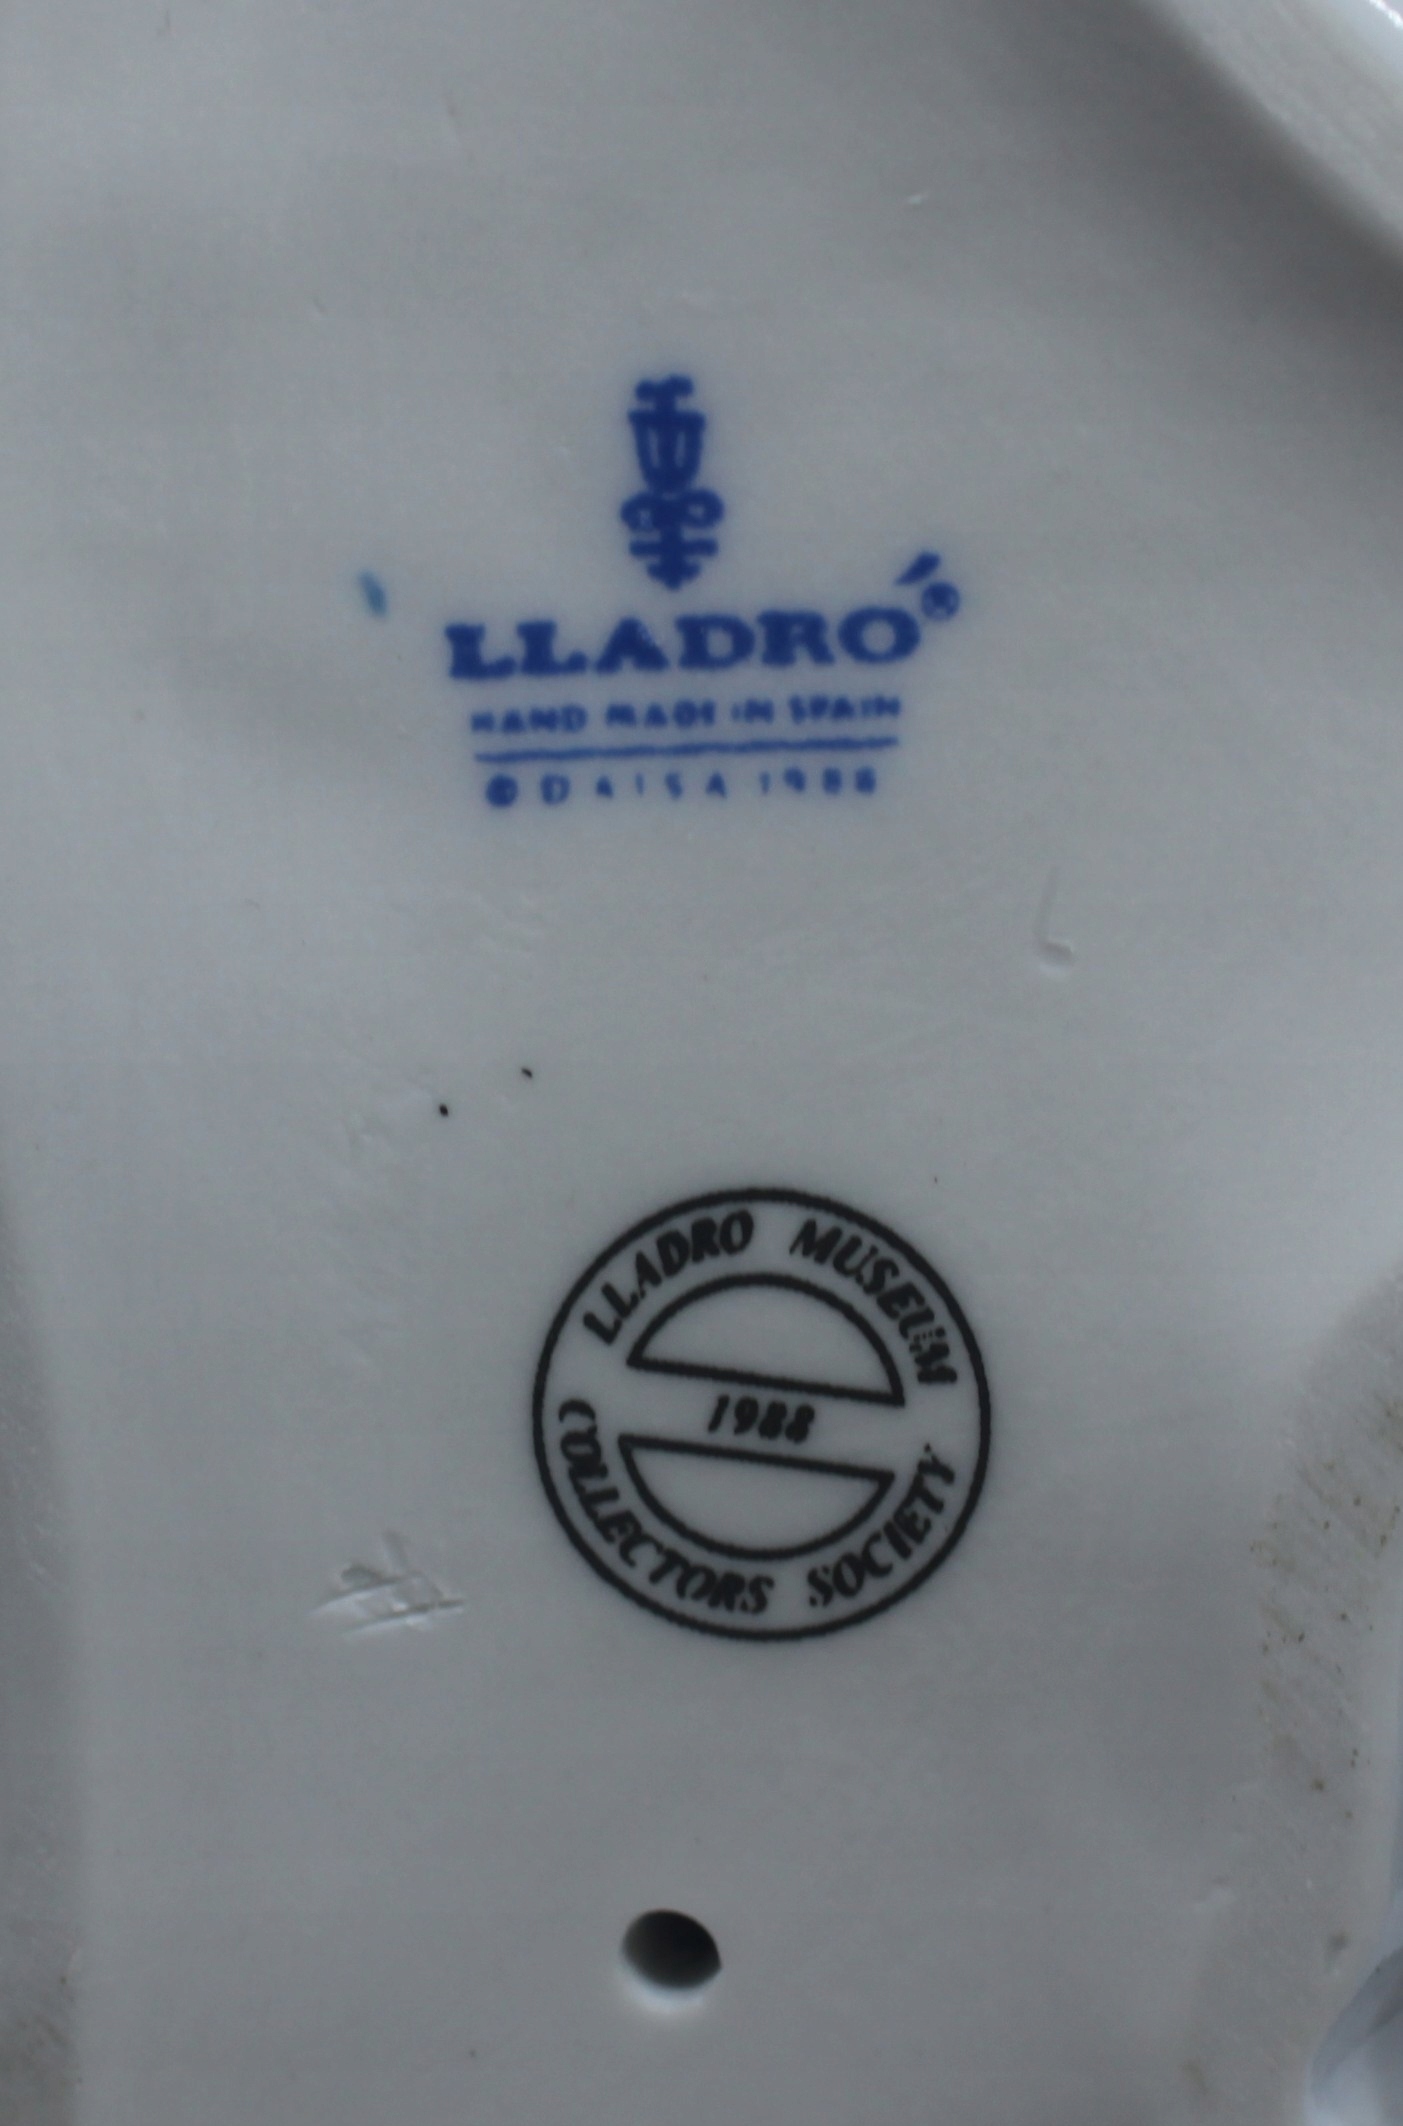 LLADRÓ®
HAND MADE IN SPAIN
© DAISA 1988
LLADRO MUSEUM
1988
COLLECTORS SOCIETY